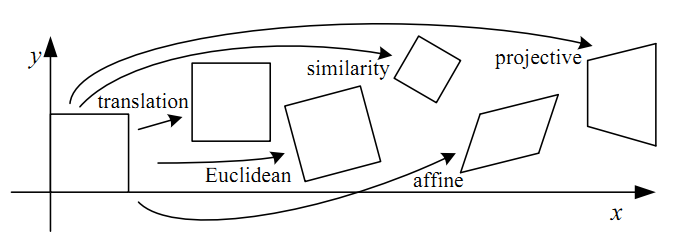 y
similarity
projective
translation
Euclidean
affine
x